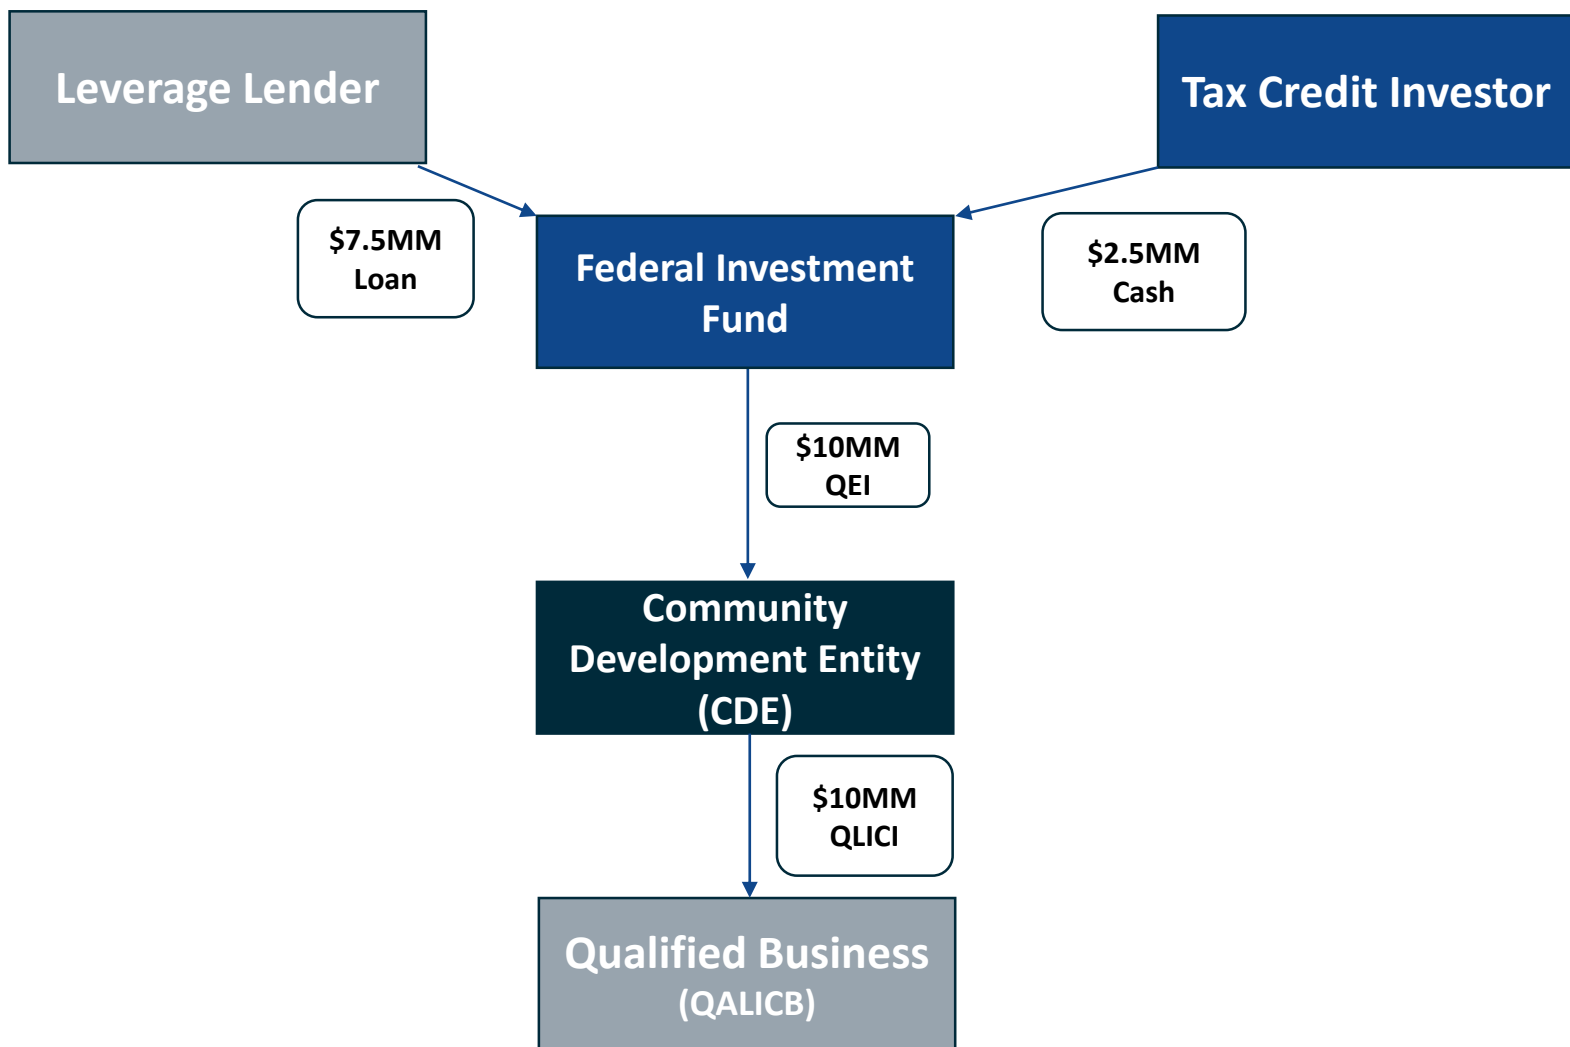 Leverage Lender
Tax Credit Investor
$7.5MM
Loan
Federal Investment
Fund
$2.5MM
Cash
$10MM
QEI
Community
Development Entity
(CDE)
$10MM
QLICI
Qualified Business
(QALICB)